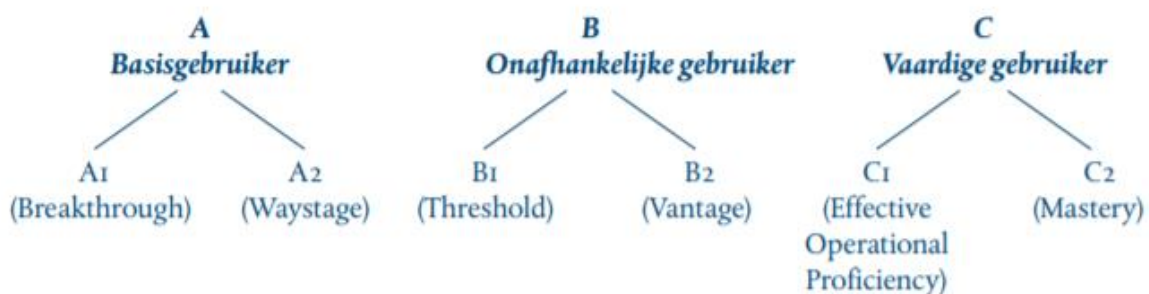 A
Basisgebruiker
B
Onafhankelijke gebruiker
C
Vaardige gebruiker
A1
(Breakthrough)
A2
(Waystage)
B1
(Threshold)
B2
(Vantage)
C1
(Effective
Operational
Proficiency)
C2
(Mastery)